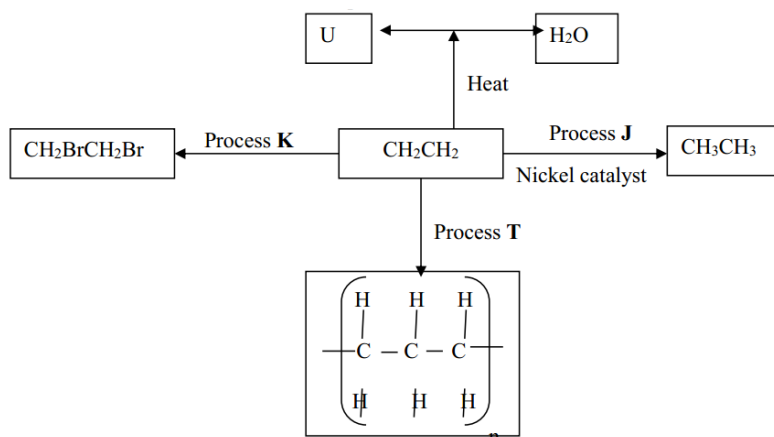 U
H₂O
Heat
CH₂BrCH₂Br
Process K
CH₂CH₂
Process J
Nickel catalyst
CH₃CH₃
Process T
H H H
C C C
H H H
n